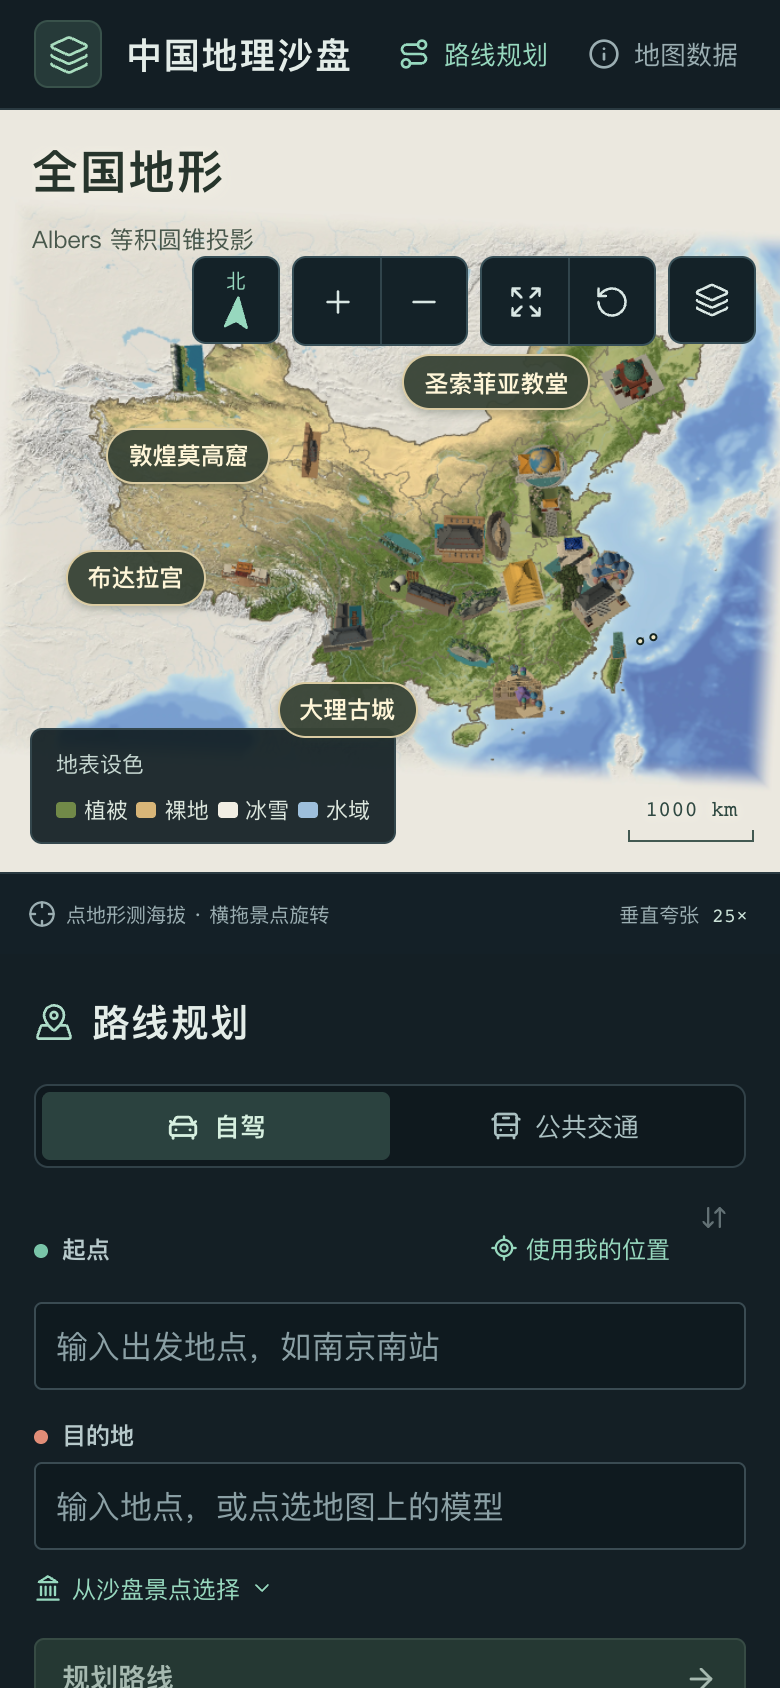 中国地理沙盘
路线规划
地图数据
全国地形
Albers 等积圆锥投影
北
圣索菲亚教堂
敦煌莫高窟
布达拉宫
大理古城
地表设色
植被 裸地 冰雪 水域
1000 km
点地形测海拔 · 横拖景点旋转
垂直夸张 25×
路线规划
自驾
公共交通
起点
使用我的位置
输入出发地点，如南京南站
目的地
输入地点，或点选地图上的模型
从沙盘景点选择
规划路线